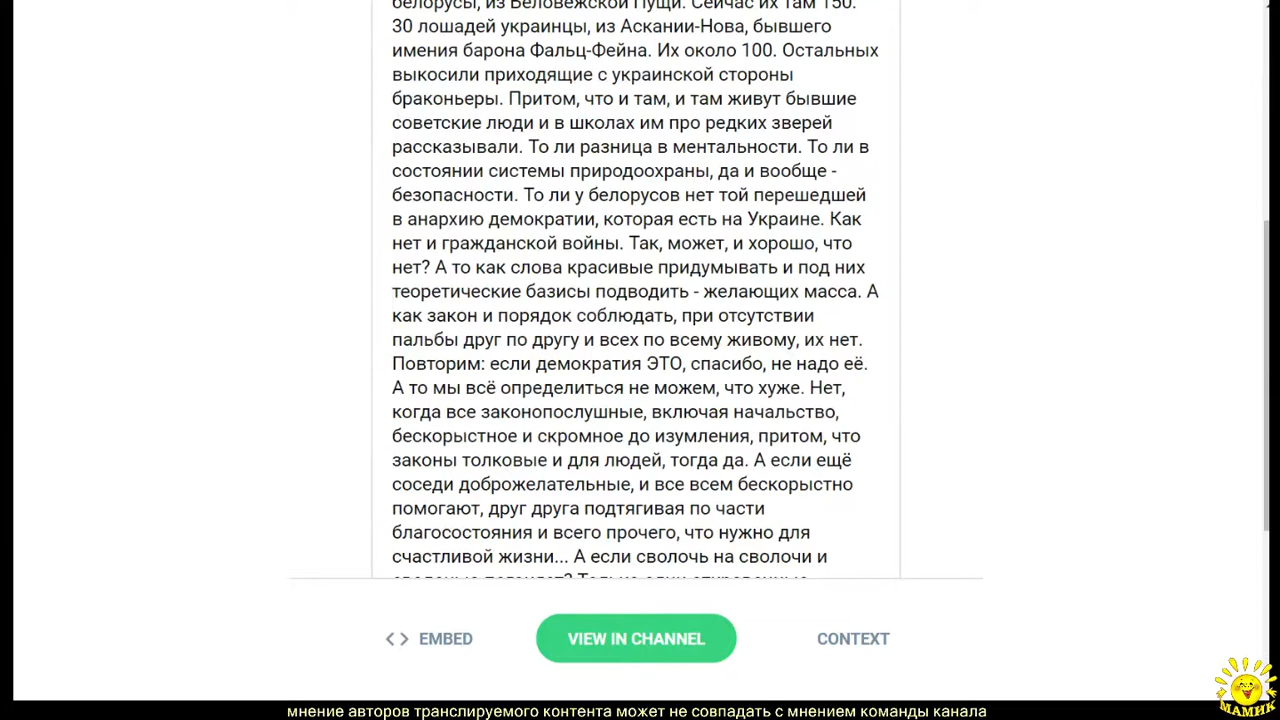 белорусы, из Беловежской Пущи. Сейчас их там 150.
30 лошадей украинцы, из Аскании-Нова, бывшего
имения барона Фальц-Фейна. Их около 100. Остальных
выкосили приходящие с украинской стороны
браконьеры. Притом, что и там, и там живут бывшие
советские люди и в школах им про редких зверей
рассказывали. То ли разница в ментальности. То ли в
состоянии системы природоохраны, да и вообще -
безопасности. То ли у белорусов нет той перешедшей
в анархию демократии, которая есть на Украине. Как
нет и гражданской войны. Так, может, и хорошо, что
нет? А то как слова красивые придумывать и под них
теоретические базисы подводить - желающих масса. А
как закон и порядок соблюдать, при отсутствии
пальбы друг по другу и всех по всему живому, их нет.
Повторим: если демократия ЭТО, спасибо, не надо её.
А то мы всё определиться не можем, что хуже. Нет,
когда все законопослушные, включая начальство,
бескорыстное и скромное до изумления, притом, что
законы толковые и для людей, тогда да. А если ещё
соседи доброжелательные, и все всем бескорыстно
помогают, друг друга подтягивая по части
благосостояния и всего прочего, что нужно для
счастливой жизни... А если сволочь на сволочи и
EMBED
VIEW IN CHANNEL
CONTEXT
МАМИК
мнение авторов транслируемого контента может не совпадать с мнением команды канала